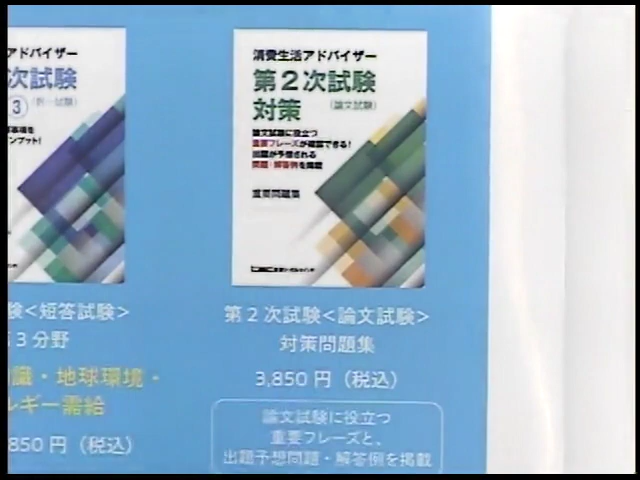 アドバイザー
次試験
3
ンプット!
験<短答試験>
3分野
識・地球環境・
ルギー需給
850円（税込）
消費生活アドバイザー
第2次試験
対策（論文試験）
論文試験に役立つ
重要フレーズが確認できる!
出題が予想される
問題・解答例を掲載
重要問題集
第2次試験<論文試験>
対策問題集
3,850円（税込）
論文試験に役立つ
重要フレーズと、
出題予想問題・解答例を掲載